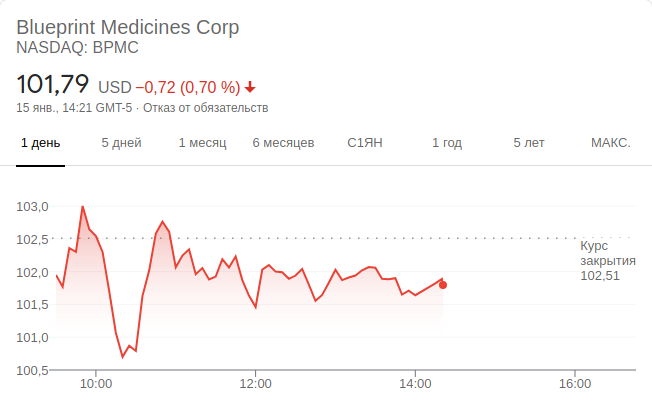 Blueprint Medicines Corp
NASDAQ: BPMC
101,79 USD −0,72 (0,70 %)
15 янв., 14:21 GMT-5 · Отказ от обязательств
1 день 5 дней 1 месяц 6 месяцев С1ЯН 1 год 5 лет МАКС.
103,0
102,5
Курс
закрытия
102,51
102,0
101,5
101,0
100,5
10:00 12:00 14:00 16:00